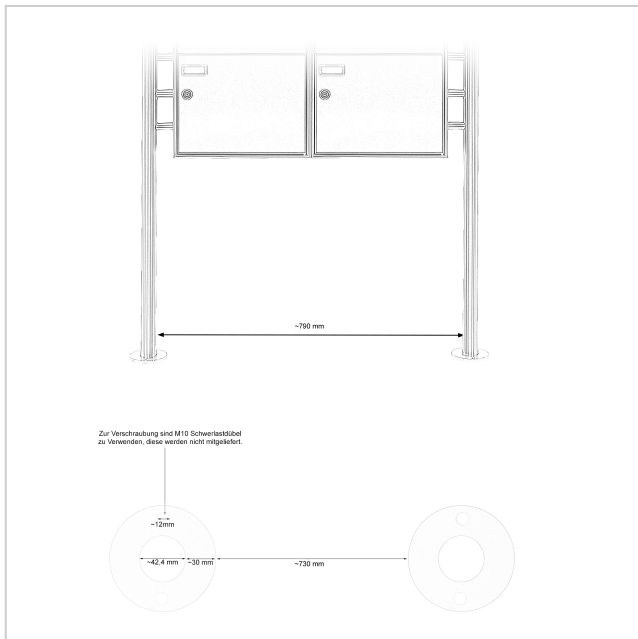 ~790 mm
Zur Verschraubung sind M10 Schwerlastdübel
zu Verwenden, diese werden nicht mitgeliefert.
~12mm
~42.4 mm
~30 mm
~730 mm